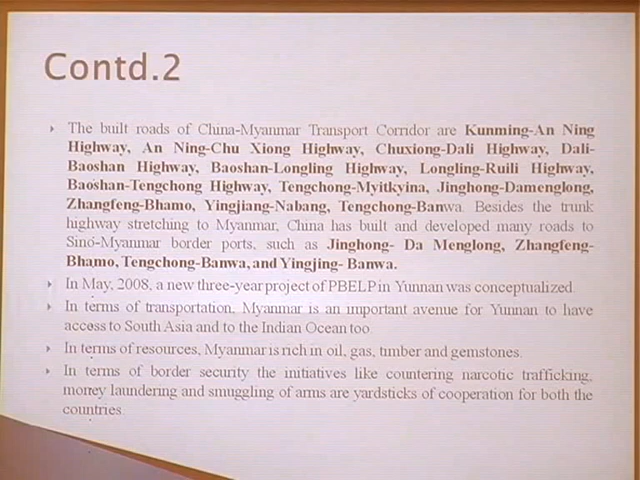 Contd.2
The built roads of China-Myanmar Transport Corridor are Kunming-An Ning
Highway, An Ning-Chu Xiong Highway, Chuxiong-Dali Highway, Dali-
Baoshan Highway, Baoshan-Longling Highway, Longling-Ruili Highway,
Baoshan-Tengchong Highway, Tengchong-Myitkyina, Jinghong-Damenglong,
Zhangfeng-Bhamo, Yingjiang-Nabang, Tengchong-Banwa. Besides the trunk
highway stretching to Myanmar, China has built and developed many roads to
Sino-Myanmar border ports, such as Jinghong- Da Menglong, Zhangfeng-
Bhamo, Tengchong-Banwa, and Yingjing- Banwa.
In May, 2008, a new three-year project of PBELP in Yunnan was conceptualized.
In terms of transportation, Myanmar is an important avenue for Yunnan to have
access to South Asia and to the Indian Ocean too.
In terms of resources, Myanmar is rich in oil, gas, timber and gemstones.
In terms of border security the initiatives like countering narcotic trafficking,
money laundering and smuggling of arms are yardsticks of cooperation for both the
countries.